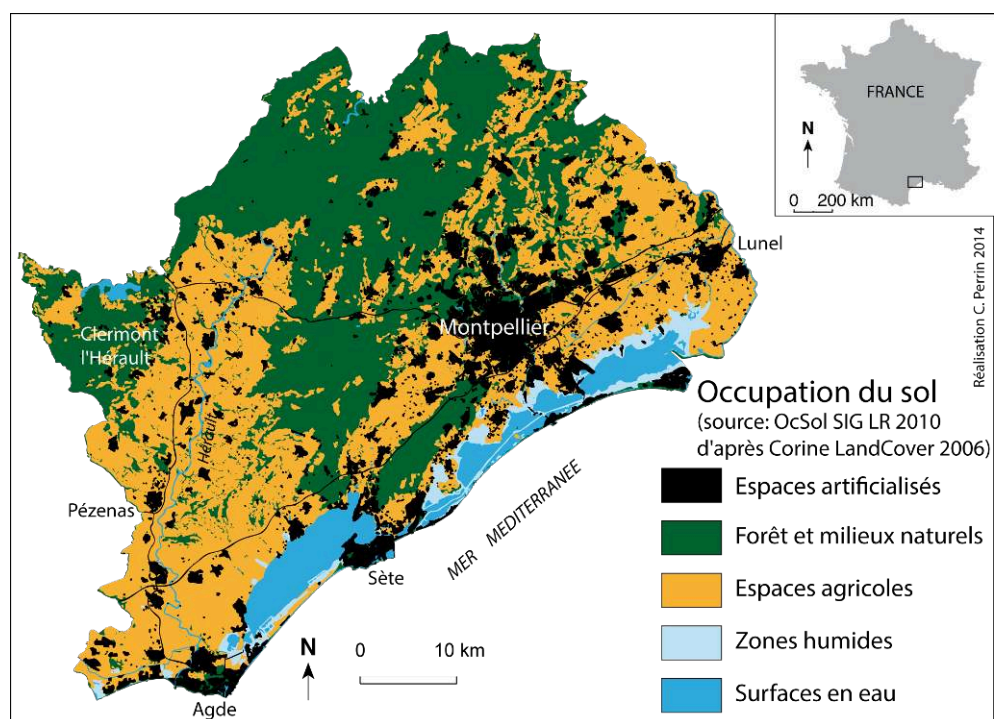 FRANCE
N
0 200 km
Réalisation C. Perrin 2014
Lunel
Montpellier
Clermont
l'Hérault
Hérault
Pézenas
Sète
Agde
MER MEDITERRANEE
N
0 10 km
Occupation du sol
(source: OcSol SIG LR 2010
d'après Corine LandCover 2006)
Espaces artificialisés
Forêt et milieux naturels
Espaces agricoles
Zones humides
Surfaces en eau